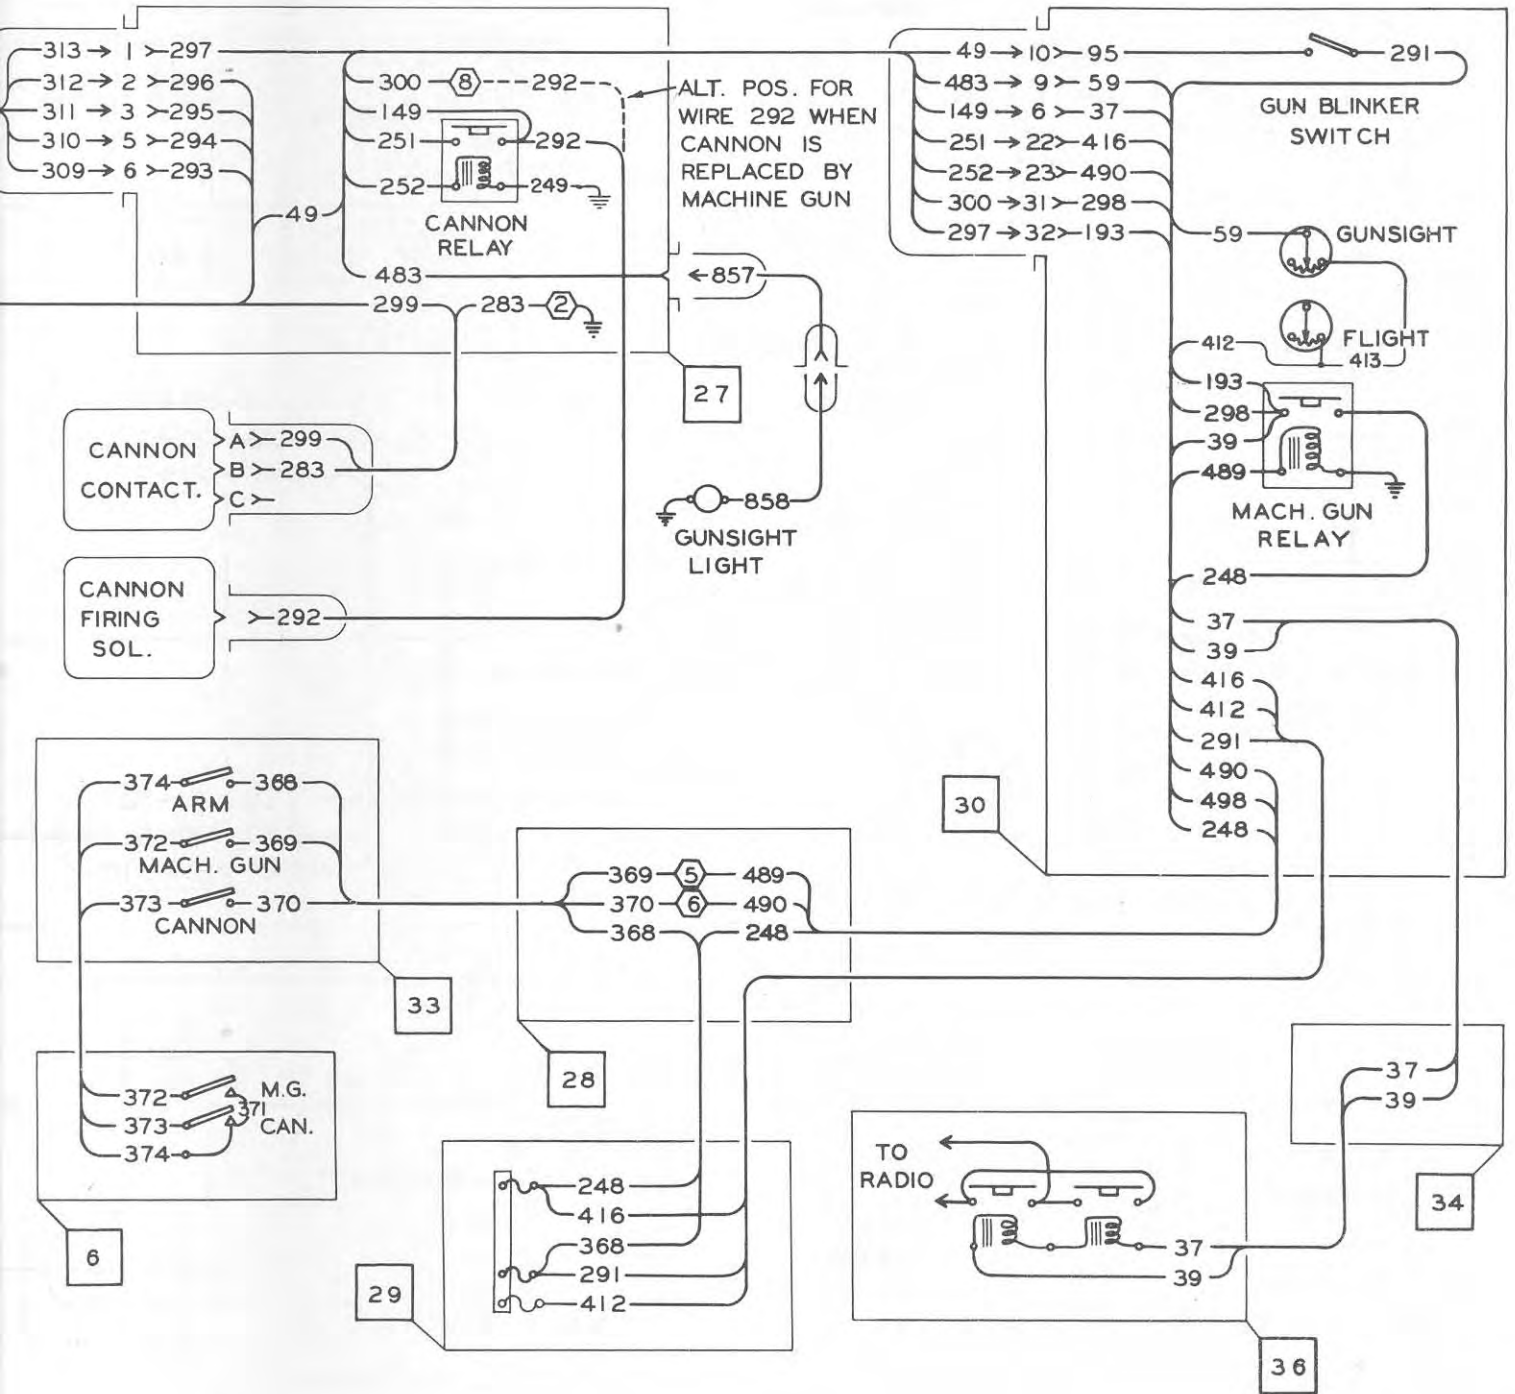 313 → 1 >– 297
312 → 2 >– 296
311 → 3 >– 295
310 → 5 >– 294
309 → 6 >– 293
49
300 8 292
149
251 292
252 249
CANNON
RELAY
483
299 283 2
ALT. POS. FOR
WIRE 292 WHEN
CANNON IS
REPLACED BY
MACHINE GUN
857
27
858
GUNSIGHT
LIGHT
CANNON
CONTACT.
A >– 299
B >– 283
C >–
CANNON
FIRING
SOL.
292
49 → 10 >– 95
483 → 9 >– 59
149 → 6 >– 37
251 → 22 >– 416
252 → 23 >– 490
300 → 31 >– 298
297 → 32 >– 193
291
GUN BLINKER
SWITCH
59
GUNSIGHT
412
FLIGHT
413
193
298
39
489
MACH. GUN
RELAY
248
37
39
416
412
291
490
498
248
30
374 368
ARM
372 369
MACH. GUN
373 370
CANNON
33
369 5 489
370 6 490
368 248
28
372 M.G.
371
373 CAN.
374
6
248
416
368
291
412
29
37
39
34
TO
RADIO
37
39
36